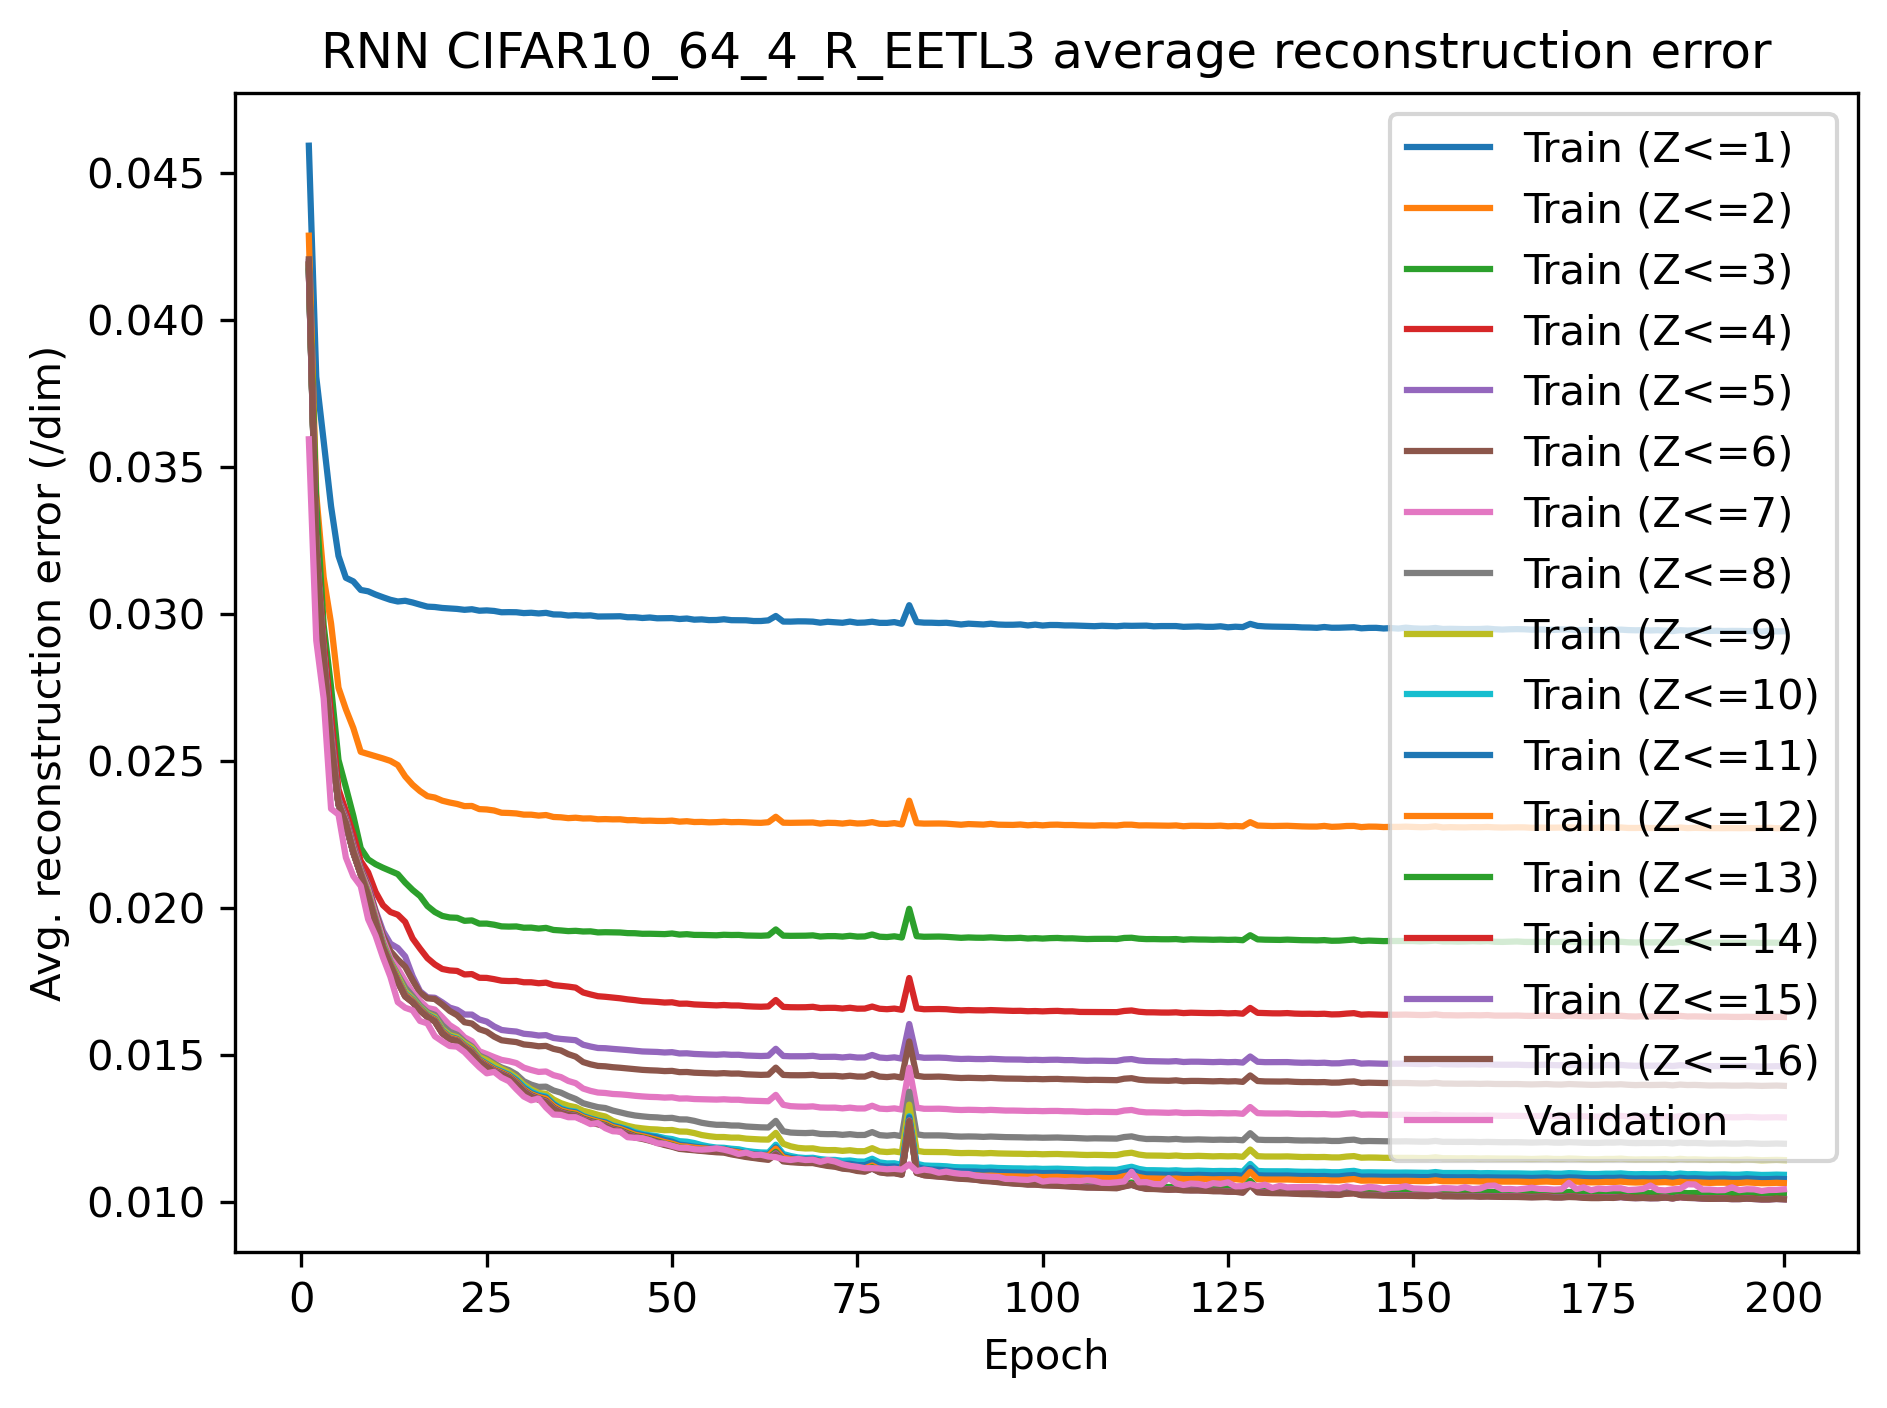 RNN CIFAR10_64_4_R_EETL3 average reconstruction error
Avg. reconstruction error (/dim)
0.045
0.040
0.035
0.030
0.025
0.020
0.015
0.010
Train (Z<=1)
Train (Z<=2)
Train (Z<=3)
Train (Z<=4)
Train (Z<=5)
Train (Z<=6)
Train (Z<=7)
Train (Z<=8)
Train (Z<=9)
Train (Z<=10)
Train (Z<=11)
Train (Z<=12)
Train (Z<=13)
Train (Z<=14)
Train (Z<=15)
Train (Z<=16)
Validation
0 25 50 75 100 125 150 175 200
Epoch